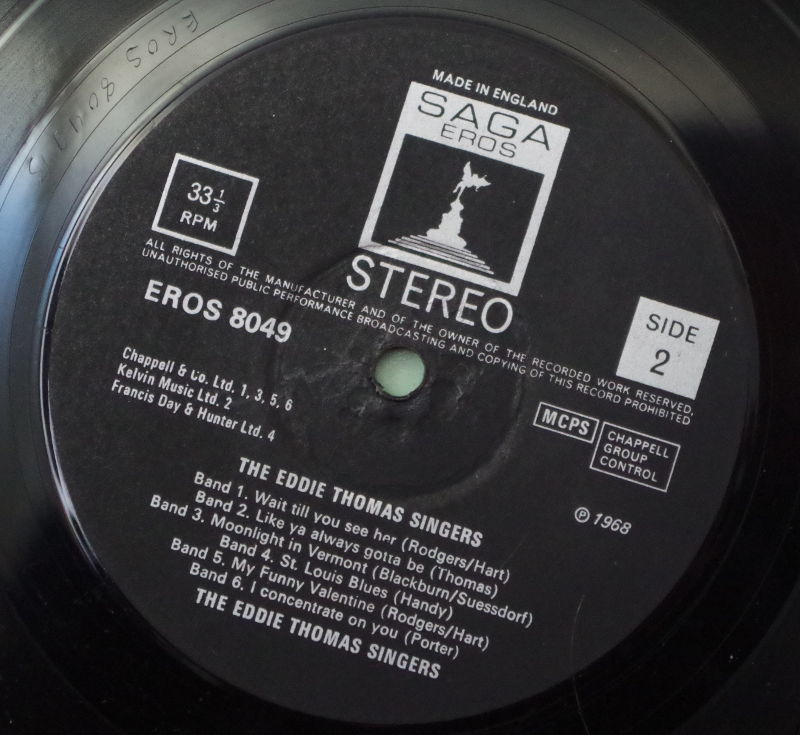 MADE IN ENGLAND
SAGA
EROS
33 1/3
RPM
STEREO
ALL RIGHTS OF THE MANUFACTURER AND OF THE OWNER OF THE RECORDED WORK RESERVED.
UNAUTHORISED PUBLIC PERFORMANCE BROADCASTING AND COPYING OF THIS RECORD PROHIBITED
EROS 8049
SIDE
2
Chappell & Co. Ltd. 1, 3, 5, 6
Kelvin Music Ltd. 2
Francis Day & Hunter Ltd. 4
MCPS
CHAPPELL
GROUP
CONTROL
℗ 1968
THE EDDIE THOMAS SINGERS
Band 1. Wait till you see her (Rodgers/Hart)
Band 2. Like ya always gotta be (Thomas)
Band 3. Moonlight in Vermont (Blackburn/Suessdorf)
Band 4. St. Louis Blues (Handy)
Band 5. My Funny Valentine (Rodgers/Hart)
Band 6. I concentrate on you (Porter)
THE EDDIE THOMAS SINGERS
EROS